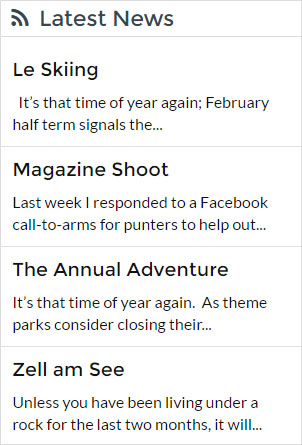 Latest News
Le Skiing
It's that time of year again; February
half term signals the...
Magazine Shoot
Last week I responded to a Facebook
call-to-arms for punters to help out...
The Annual Adventure
It's that time of year again.  As theme
parks consider closing their...
Zell am See
Unless you have been living under a
rock for the last two months, it will...